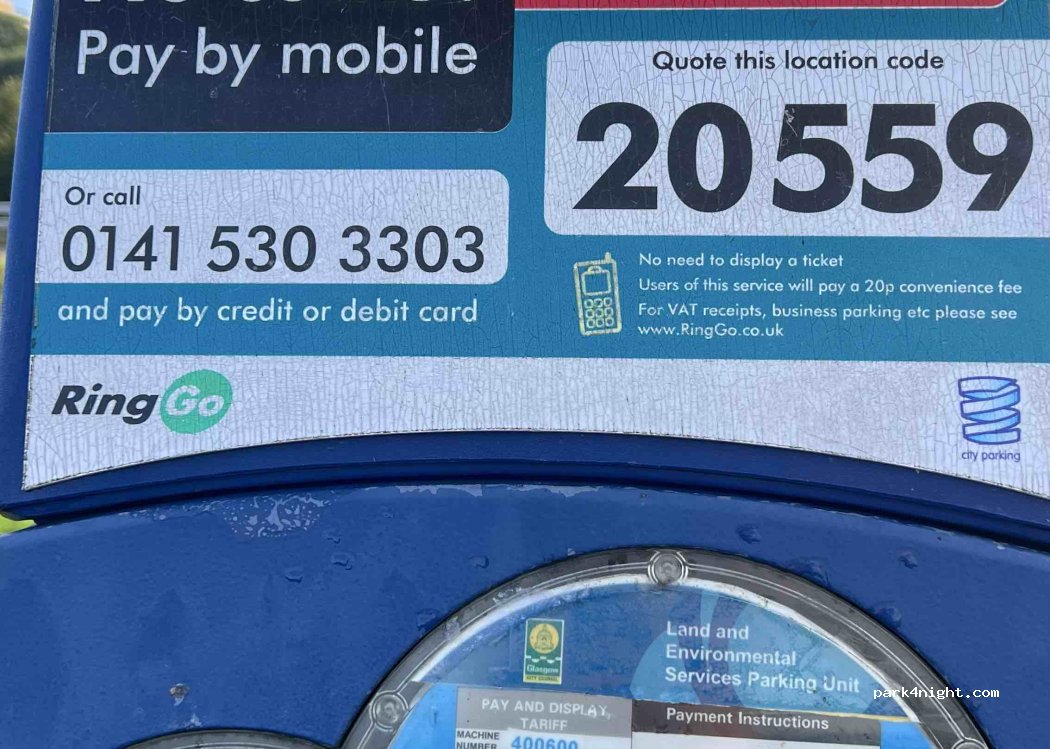 Pay by mobile
Or call
0141 530 3303
and pay by credit or debit card
Quote this location code
20559
No need to display a ticket
Users of this service will pay a 20p convenience fee
For VAT receipts, business parking etc please see
www.RingGo.co.uk
RingGo
city parking
Glasgow
CITY COUNCIL
Land and
Environmental
Services Parking Unit
PAY AND DISPLAY
TARIFF
Payment Instructions
MACHINE
NUMBER 400600
park4night.com